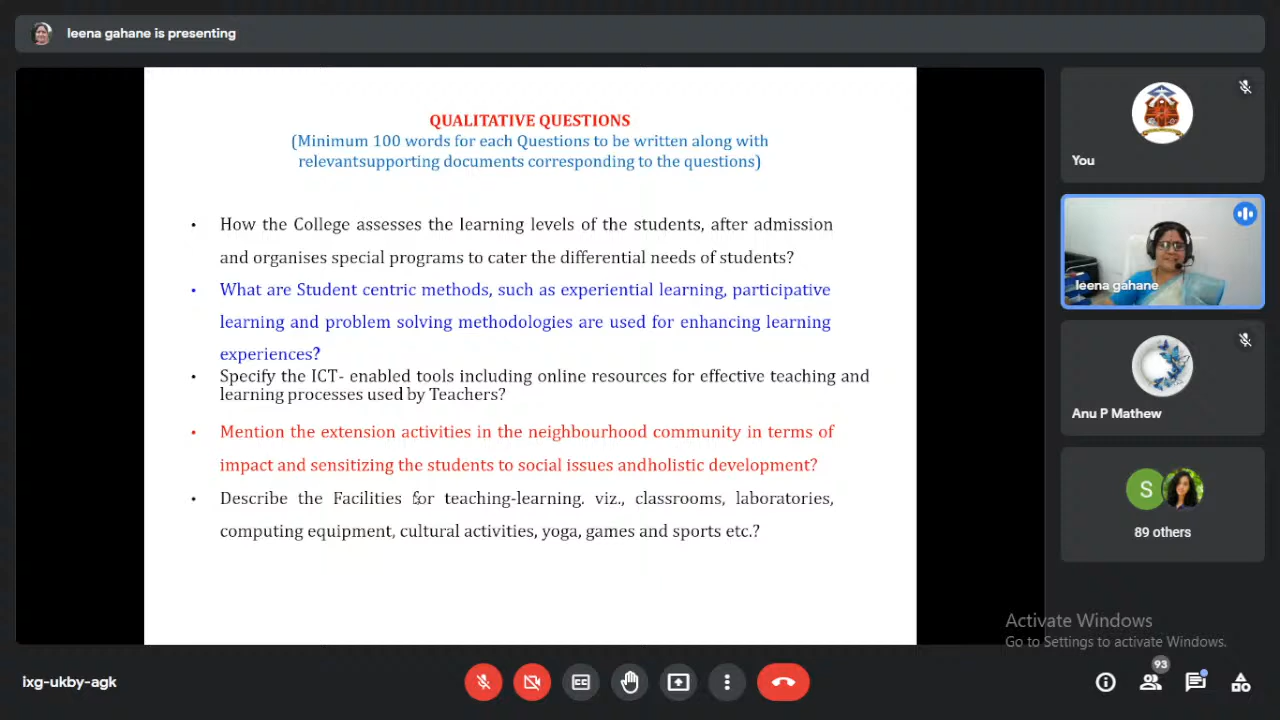 leena gahane is presenting
QUALITATIVE QUESTIONS
(Minimum 100 words for each Questions to be written along with
relevantsupporting documents corresponding to the questions)
• How the College assesses the learning levels of the students, after admission
and organises special programs to cater the differential needs of students?
• What are Student centric methods, such as experiential learning, participative
learning and problem solving methodologies are used for enhancing learning
experiences?
• Specify the ICT- enabled tools including online resources for effective teaching and
learning processes used by Teachers?
• Mention the extension activities in the neighbourhood community in terms of
impact and sensitizing the students to social issues andholistic development?
• Describe the Facilities for teaching-learning. viz., classrooms, laboratories,
computing equipment, cultural activities, yoga, games and sports etc.?
You
leena gahane
Anu P Mathew
S
89 others
Activate Windows
Go to Settings to activate Windows.
ixg-ukby-agk
93